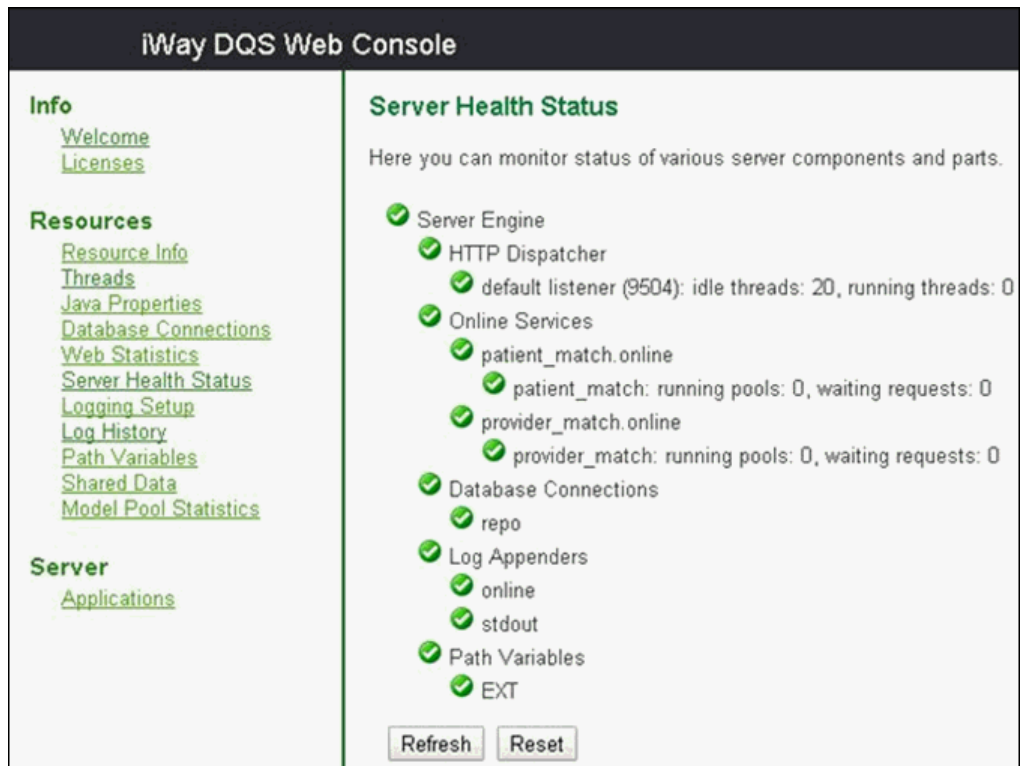 iWay DQS Web Console
Info
Welcome
Licenses
Resources
Resource Info
Threads
Java Properties
Database Connections
Web Statistics
Server Health Status
Logging Setup
Log History
Path Variables
Shared Data
Model Pool Statistics
Server
Applications
Server Health Status
Here you can monitor status of various server components and parts.
Server Engine
HTTP Dispatcher
default listener (9504): idle threads: 20, running threads: 0
Online Services
patient_match.online
patient_match: running pools: 0, waiting requests: 0
provider_match.online
provider_match: running pools: 0, waiting requests: 0
Database Connections
repo
Log Appenders
online
stdout
Path Variables
EXT
Refresh
Reset